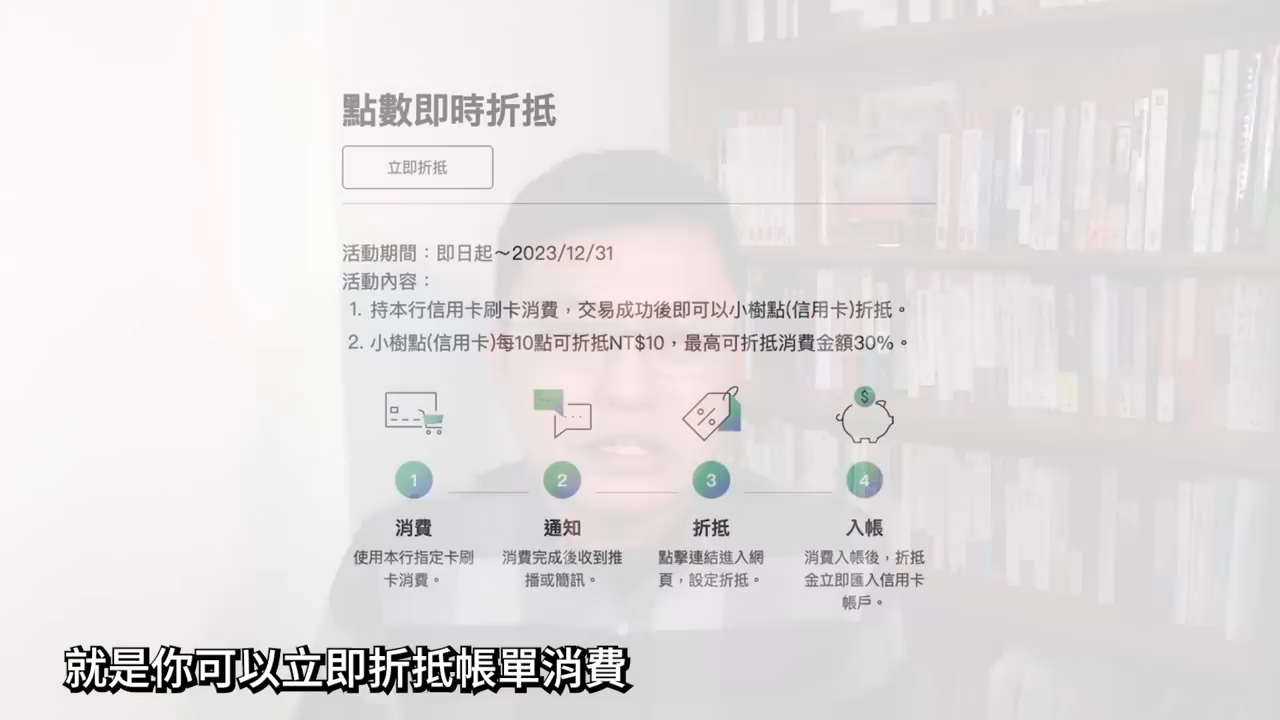 點數即時折抵
立即折抵
活動期間：即日起～2023/12/31
活動內容：
1. 持本行信用卡刷卡消費，交易成功後即可以小樹點(信用卡)折抵。
2. 小樹點(信用卡)每10點可折抵NT$10，最高可折抵消費金額30%。
1
2
3
4
消費
通知
折抵
入帳
使用本行指定卡刷
卡消費。
消費完成後收到推
播或簡訊。
點擊連結進入網
頁，設定折抵。
消費入帳後，折抵
金立即匯入信用卡
帳戶。
就是你可以立即折抵帳單消費